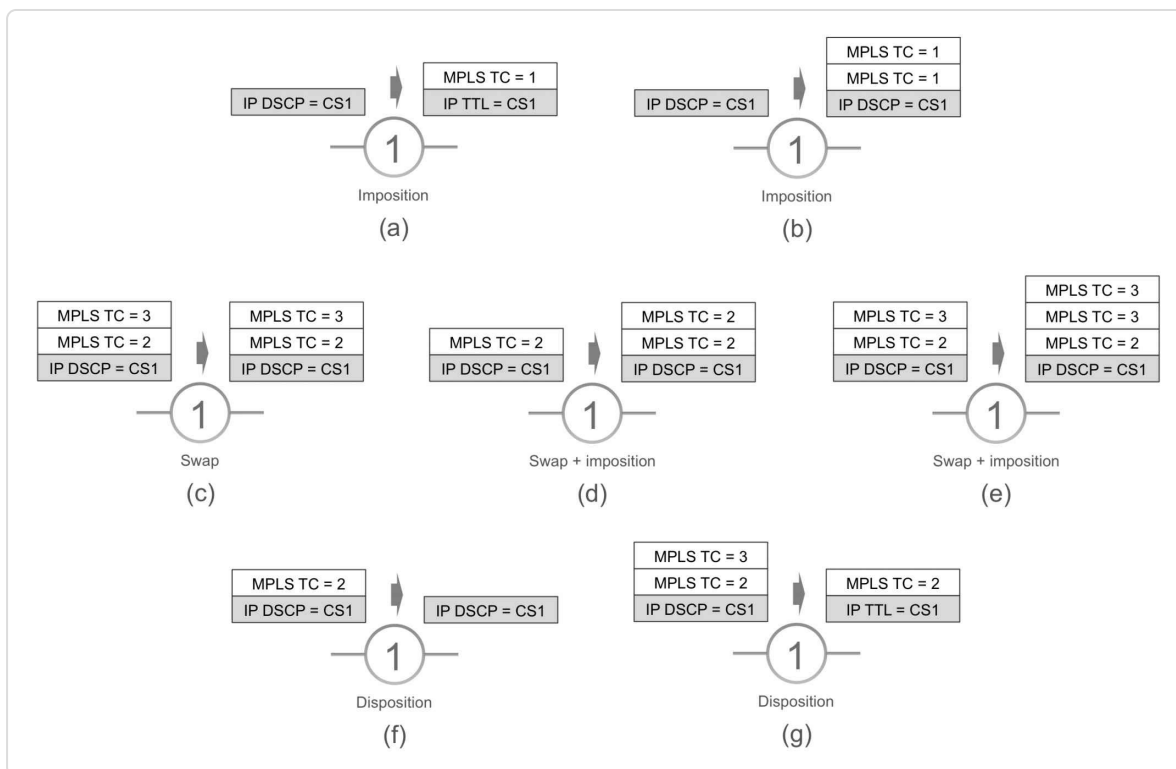 MPLS TC = 1
IP DSCP = CS1
IP TTL = CS1
1
Imposition
(a)
MPLS TC = 1
MPLS TC = 1
IP DSCP = CS1
IP DSCP = CS1
1
Imposition
(b)
MPLS TC = 3
MPLS TC = 2
IP DSCP = CS1
MPLS TC = 3
MPLS TC = 2
IP DSCP = CS1
1
Swap
(c)
MPLS TC = 2
IP DSCP = CS1
MPLS TC = 2
MPLS TC = 2
IP DSCP = CS1
1
Swap + imposition
(d)
MPLS TC = 3
MPLS TC = 2
IP DSCP = CS1
MPLS TC = 3
MPLS TC = 3
MPLS TC = 2
IP DSCP = CS1
1
Swap + imposition
(e)
MPLS TC = 2
IP DSCP = CS1
IP DSCP = CS1
1
Disposition
(f)
MPLS TC = 3
MPLS TC = 2
IP DSCP = CS1
MPLS TC = 2
IP TTL = CS1
1
Disposition
(g)